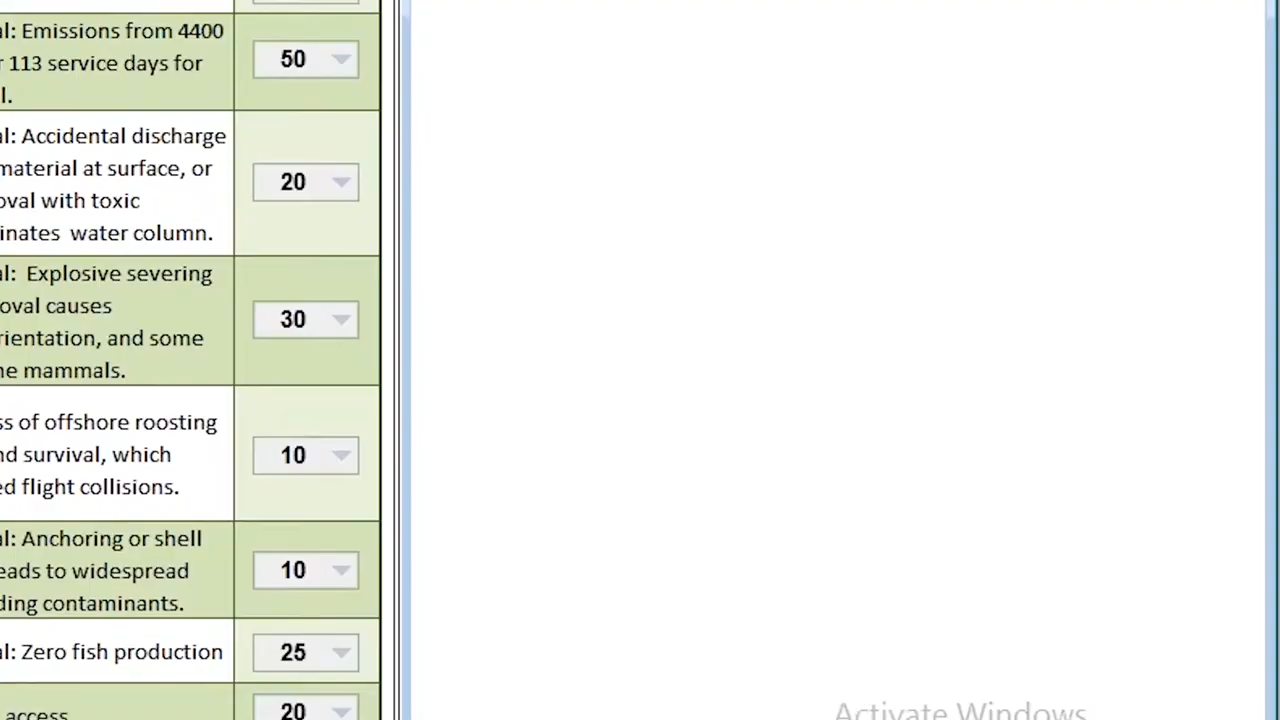 al: Emissions from 4400
r 113 service days for
l.
50
al: Accidental discharge
material at surface, or
oval with toxic
inates water column.
20
al: Explosive severing
oval causes
rientation, and some
ne mammals.
30
ss of offshore roosting
nd survival, which
ed flight collisions.
10
al: Anchoring or shell
eads to widespread
ding contaminants.
10
al: Zero fish production
25
access
20
Activate Windows